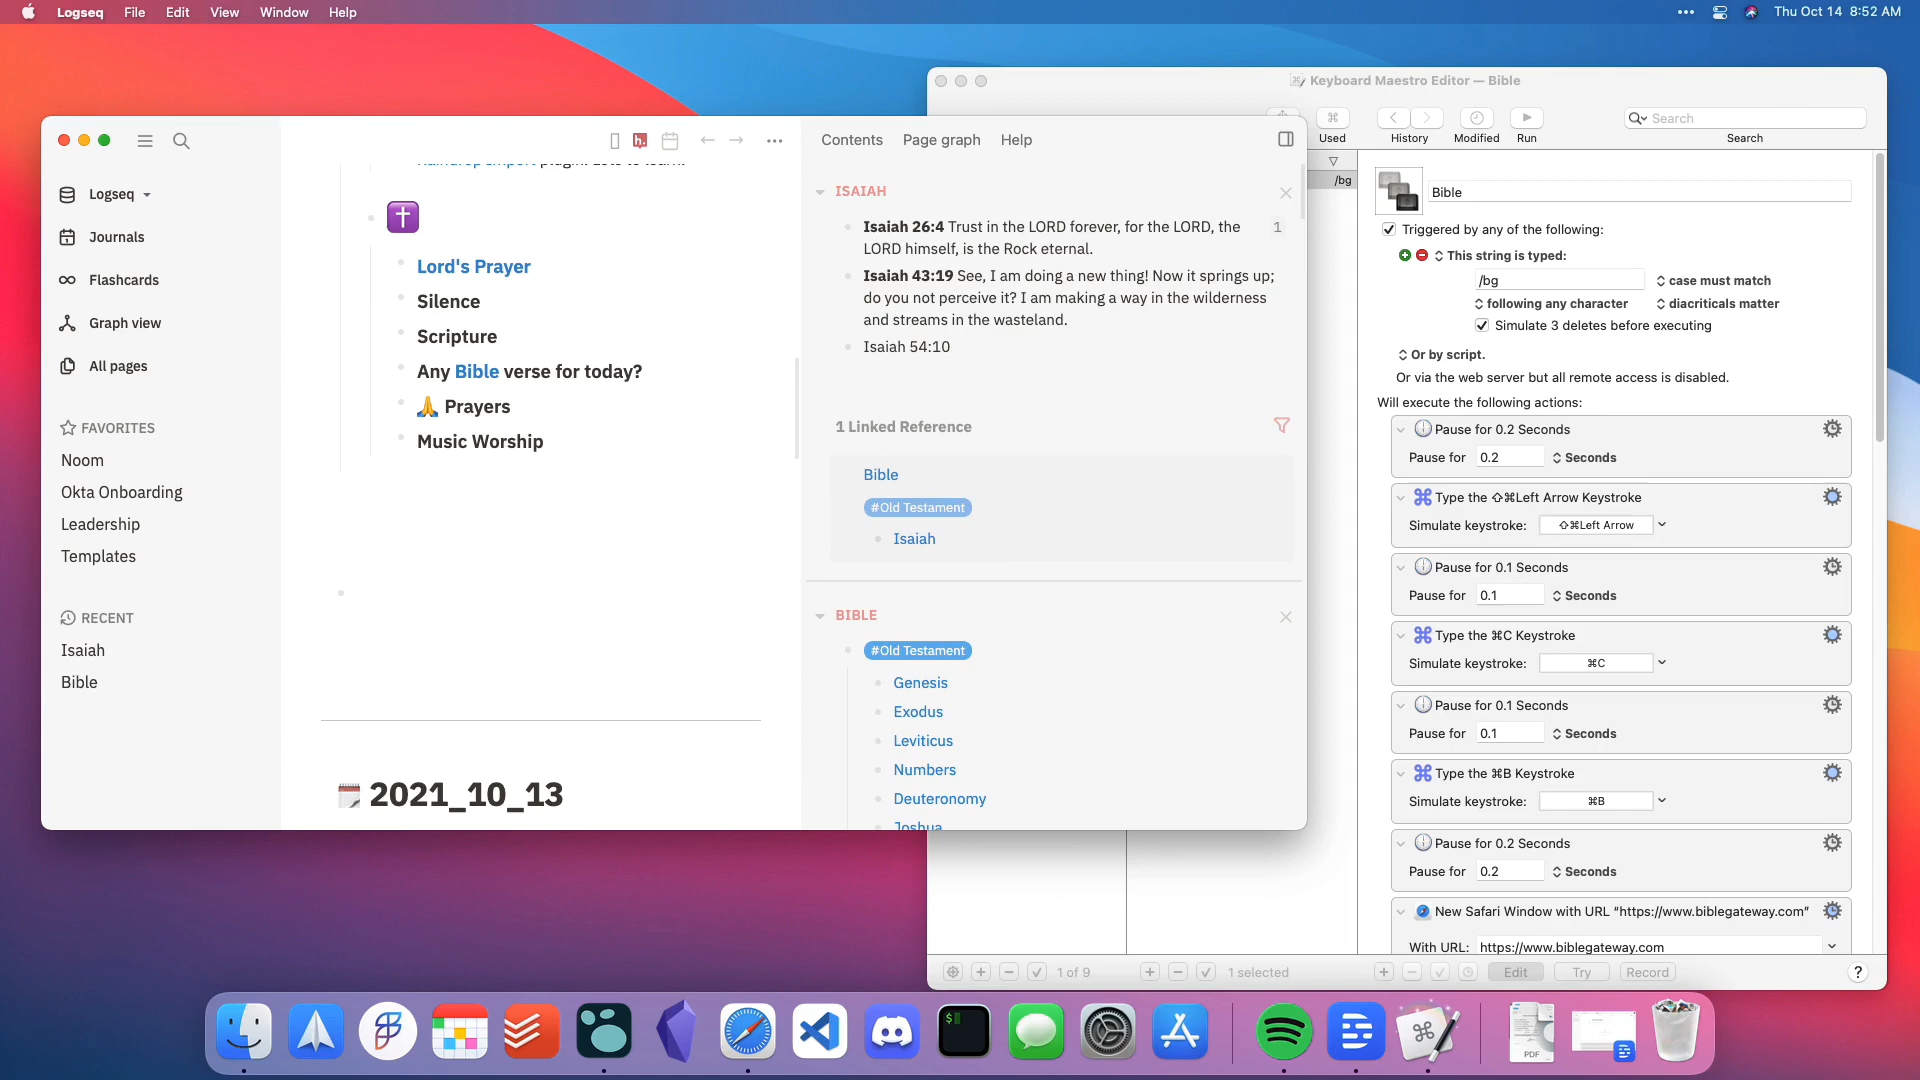 Logseq File Edit View Window Help
Thu Oct 14 8:52 AM
Keyboard Maestro Editor — Bible
Used
History
Modified
Run
Search
Search
/bg
Bible
Triggered by any of the following:
This string is typed:
/bg
case must match
following any character
diacriticals matter
Simulate 3 deletes before executing
Or by script.
Or via the web server but all remote access is disabled.
Will execute the following actions:
Pause for 0.2 Seconds
Pause for 0.2 Seconds
Type the ⇧⌘Left Arrow Keystroke
Simulate keystroke: ⇧⌘Left Arrow
Pause for 0.1 Seconds
Pause for 0.1 Seconds
Type the ⌘C Keystroke
Simulate keystroke: ⌘C
Pause for 0.1 Seconds
Pause for 0.1 Seconds
Type the ⌘B Keystroke
Simulate keystroke: ⌘B
Pause for 0.2 Seconds
Pause for 0.2 Seconds
New Safari Window with URL "https://www.biblegateway.com"
With URL: https://www.biblegateway.com
1 of 9
1 selected
Edit
Try
Record
?
Logseq
Journals
Flashcards
Graph view
All pages
FAVORITES
Noom
Okta Onboarding
Leadership
Templates
RECENT
Isaiah
Bible
h.
Lord's Prayer
Silence
Scripture
Any Bible verse for today?
🙏 Prayers
Music Worship
2021_10_13
Contents Page graph Help
ISAIAH
Isaiah 26:4 Trust in the LORD forever, for the LORD, the
LORD himself, is the Rock eternal.
1
Isaiah 43:19 See, I am doing a new thing! Now it springs up;
do you not perceive it? I am making a way in the wilderness
and streams in the wasteland.
Isaiah 54:10
1 Linked Reference
Bible
#Old Testament
Isaiah
BIBLE
#Old Testament
Genesis
Exodus
Leviticus
Numbers
Deuteronomy
Joshua
PDF